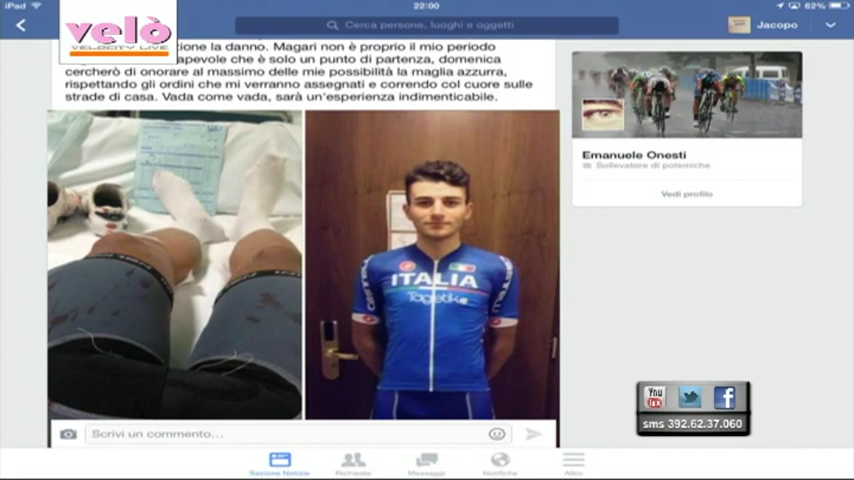 iPad
22:00
62%
velò
VELOCITY LIVE
Cerca persone, luoghi e oggetti
Jacopo
zione la danno. Magari non è proprio il mio periodo
apevole che è solo un punto di partenza, domenica
cercherò di onorare al massimo delle mie possibilità la maglia azzurra,
rispettando gli ordini che mi verranno assegnati e correndo col cuore sulle
strade di casa. Vada come vada, sarà un'esperienza indimenticabile.
Emanuele Onesti
Sollevatore di polemiche
Vedi profilo
ITALIA
Tagetik
Castelli
You
sms 392.62.37.060
Scrivi un commento...
Sezione Notizie
Richieste
Messaggi
Notifiche
Altro